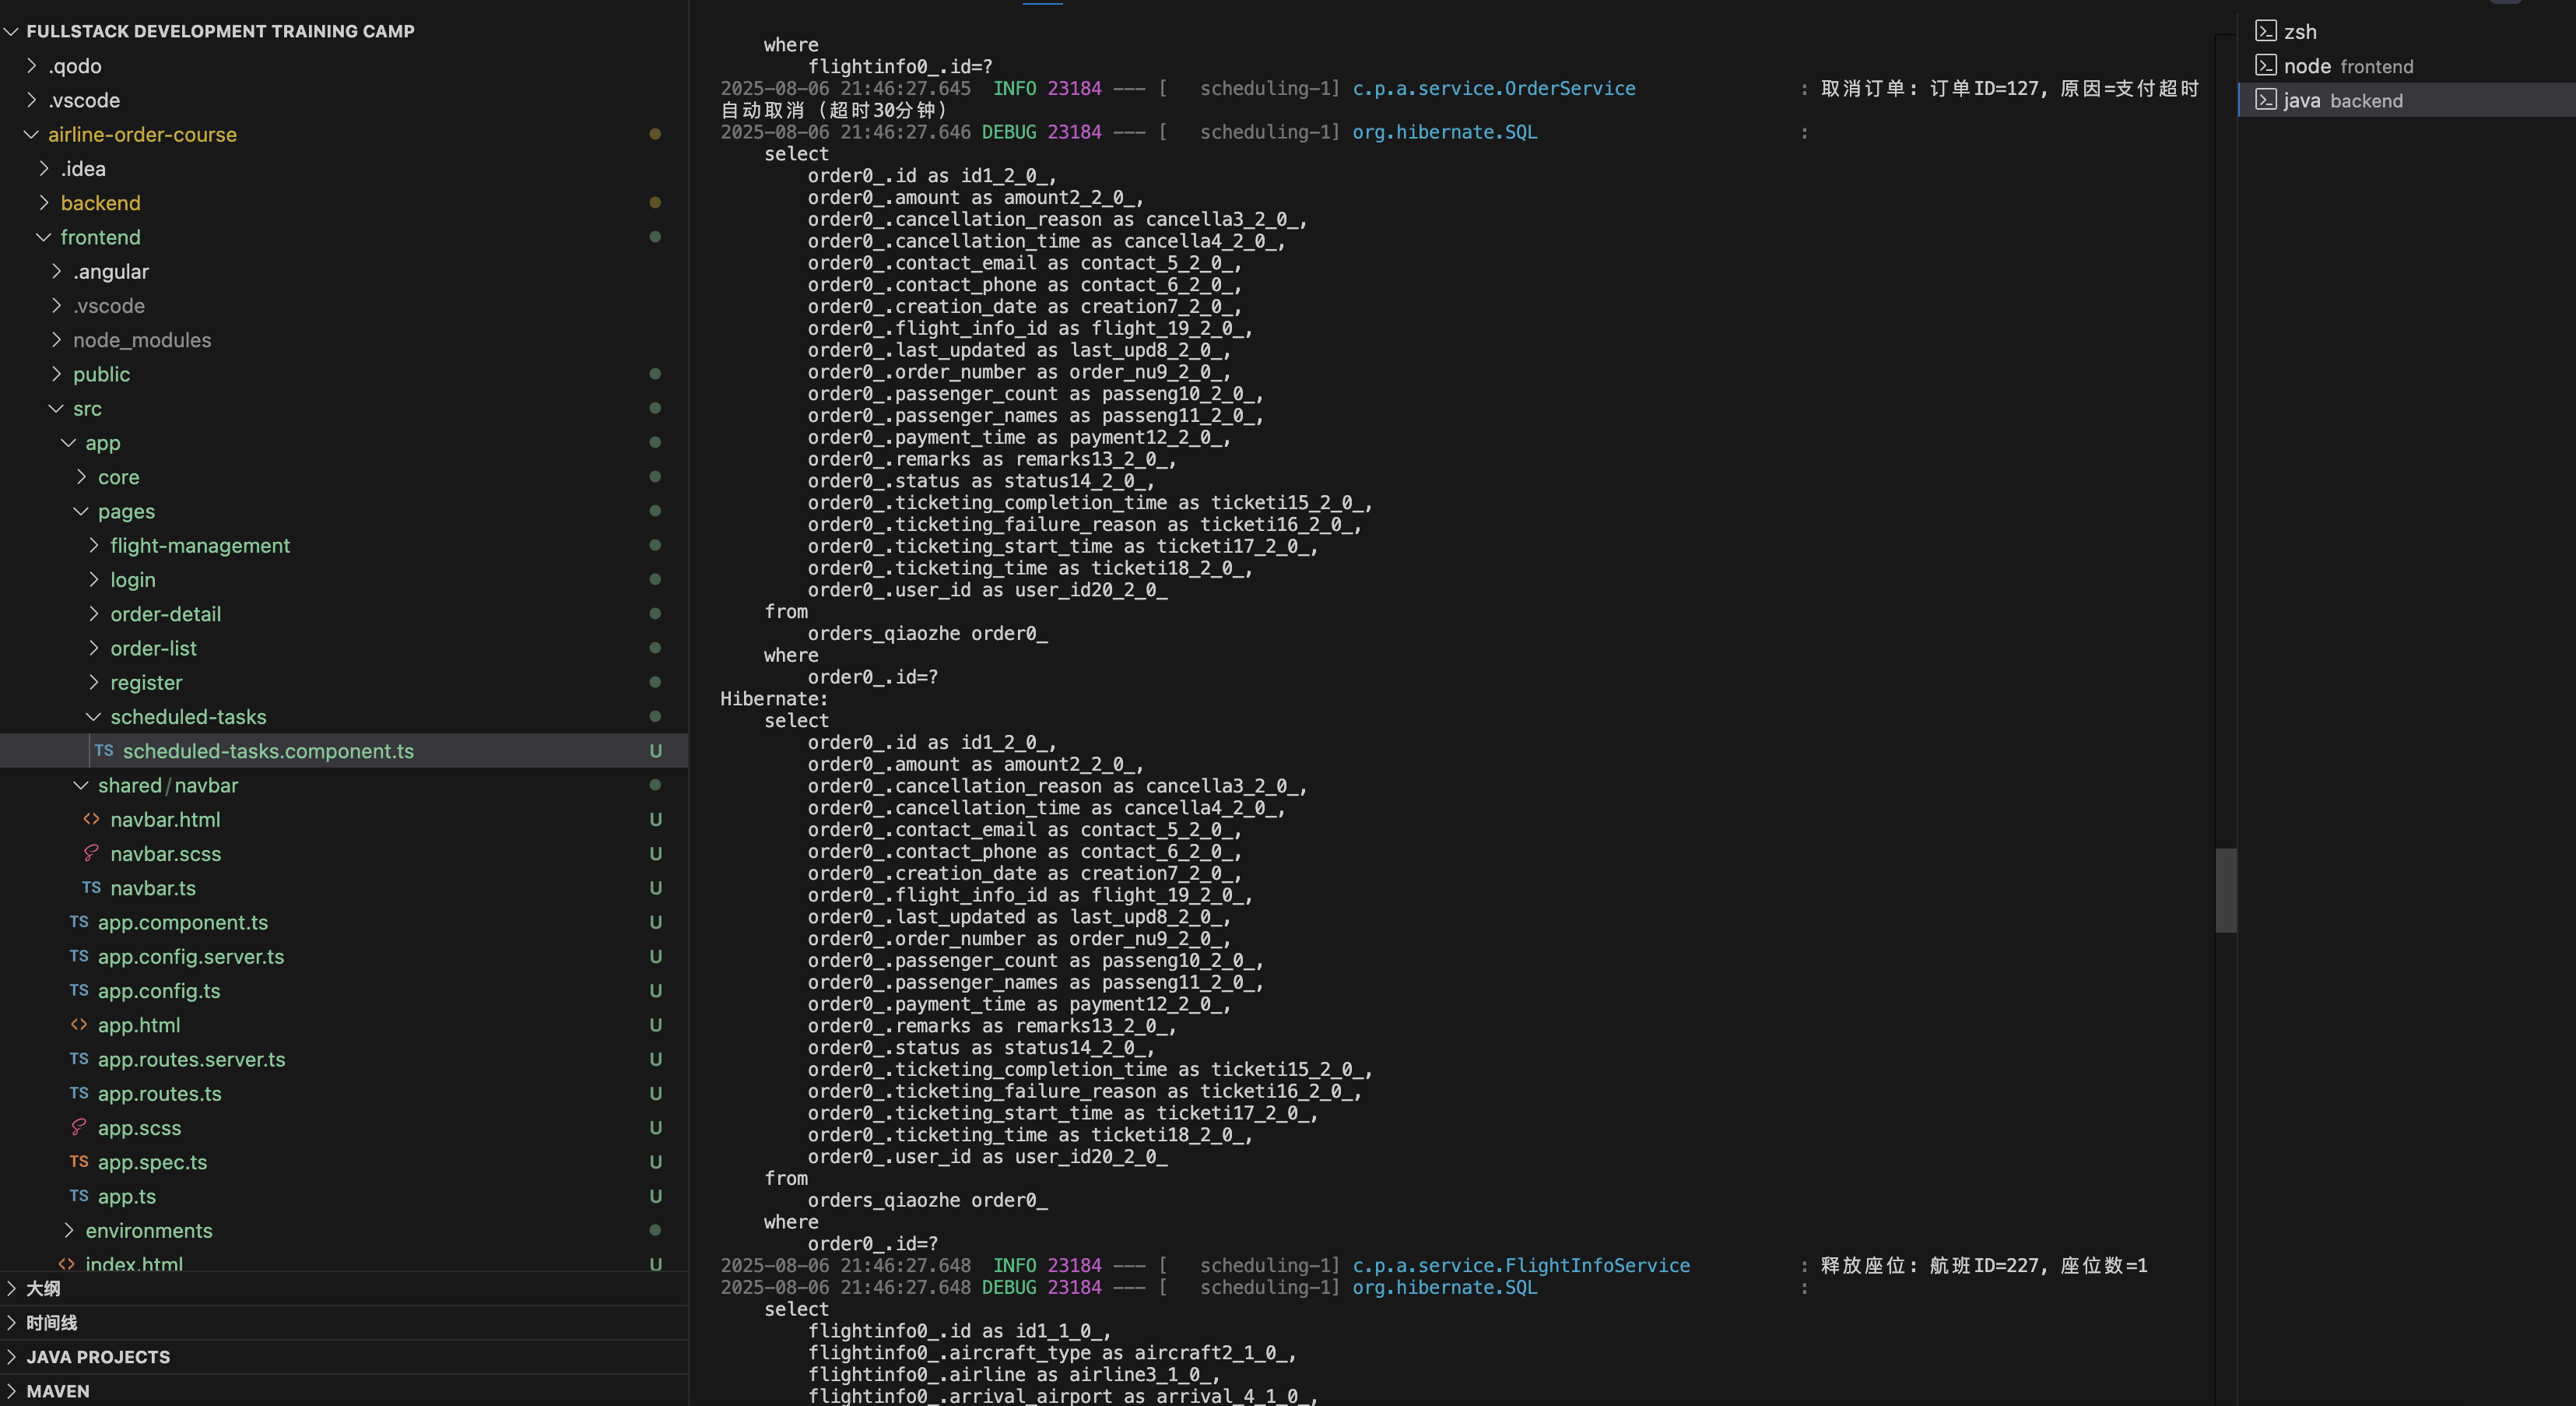 FULLSTACK DEVELOPMENT TRAINING CAMP
.qodo
.vscode
airline-order-course
.idea
backend
frontend
.angular
.vscode
node_modules
public
src
app
core
pages
flight-management
login
order-detail
order-list
register
scheduled-tasks
TS scheduled-tasks.component.ts U
shared/navbar
<> navbar.html U
navbar.scss U
TS navbar.ts U
TS app.component.ts U
TS app.config.server.ts U
TS app.config.ts U
<> app.html U
TS app.routes.server.ts U
TS app.routes.ts U
app.scss U
TS app.spec.ts U
TS app.ts U
environments
<> index.html U
大纲
时间线
JAVA PROJECTS
MAVEN
where
flightinfo0_.id=?
2025-08-06 21:46:27.645  INFO 23184 --- [   scheduling-1] c.p.a.service.OrderService               : 取消订单: 订单ID=127, 原因=支付超时
自动取消（超时30分钟）
2025-08-06 21:46:27.646 DEBUG 23184 --- [   scheduling-1] org.hibernate.SQL                        :
select
order0_.id as id1_2_0_,
order0_.amount as amount2_2_0_,
order0_.cancellation_reason as cancella3_2_0_,
order0_.cancellation_time as cancella4_2_0_,
order0_.contact_email as contact_5_2_0_,
order0_.contact_phone as contact_6_2_0_,
order0_.creation_date as creation7_2_0_,
order0_.flight_info_id as flight_19_2_0_,
order0_.last_updated as last_upd8_2_0_,
order0_.order_number as order_nu9_2_0_,
order0_.passenger_count as passeng10_2_0_,
order0_.passenger_names as passeng11_2_0_,
order0_.payment_time as payment12_2_0_,
order0_.remarks as remarks13_2_0_,
order0_.status as status14_2_0_,
order0_.ticketing_completion_time as ticketi15_2_0_,
order0_.ticketing_failure_reason as ticketi16_2_0_,
order0_.ticketing_start_time as ticketi17_2_0_,
order0_.ticketing_time as ticketi18_2_0_,
order0_.user_id as user_id20_2_0_
from
orders_qiaozhe order0_
where
order0_.id=?
Hibernate:
select
order0_.id as id1_2_0_,
order0_.amount as amount2_2_0_,
order0_.cancellation_reason as cancella3_2_0_,
order0_.cancellation_time as cancella4_2_0_,
order0_.contact_email as contact_5_2_0_,
order0_.contact_phone as contact_6_2_0_,
order0_.creation_date as creation7_2_0_,
order0_.flight_info_id as flight_19_2_0_,
order0_.last_updated as last_upd8_2_0_,
order0_.order_number as order_nu9_2_0_,
order0_.passenger_count as passeng10_2_0_,
order0_.passenger_names as passeng11_2_0_,
order0_.payment_time as payment12_2_0_,
order0_.remarks as remarks13_2_0_,
order0_.status as status14_2_0_,
order0_.ticketing_completion_time as ticketi15_2_0_,
order0_.ticketing_failure_reason as ticketi16_2_0_,
order0_.ticketing_start_time as ticketi17_2_0_,
order0_.ticketing_time as ticketi18_2_0_,
order0_.user_id as user_id20_2_0_
from
orders_qiaozhe order0_
where
order0_.id=?
2025-08-06 21:46:27.648  INFO 23184 --- [   scheduling-1] c.p.a.service.FlightInfoService          : 释放座位: 航班ID=227, 座位数=1
2025-08-06 21:46:27.648 DEBUG 23184 --- [   scheduling-1] org.hibernate.SQL                        :
select
flightinfo0_.id as id1_1_0_,
flightinfo0_.aircraft_type as aircraft2_1_0_,
flightinfo0_.airline as airline3_1_0_,
flightinfo0_.arrival_airport as arrival_4_1_0_,
zsh
node frontend
java backend